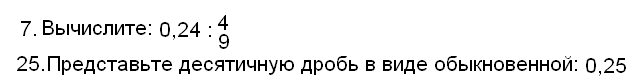 7. Вычислите: 0,24 : 4/9
25.Представьте десятичную дробь в виде обыкновенной: 0,25